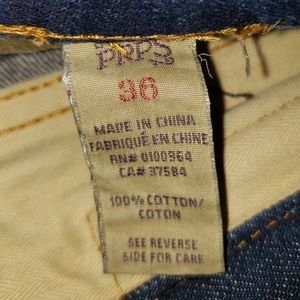 PRPS
36
MADE IN CHINA
FABRIQUÉ EN CHINE
RN# 0100964
CA# 37584
100% COTTON/
COTON
SEE REVERSE
SIDE FOR CARE